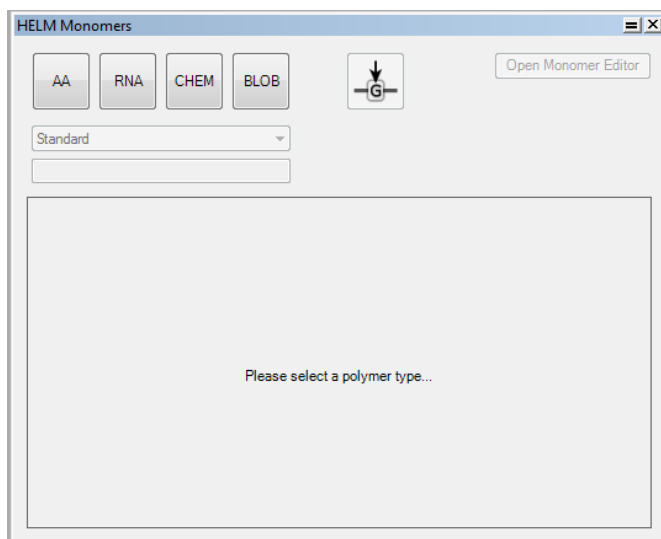 HELM Monomers
AA RNA CHEM BLOB G Open Monomer Editor
Standard
Please select a polymer type...